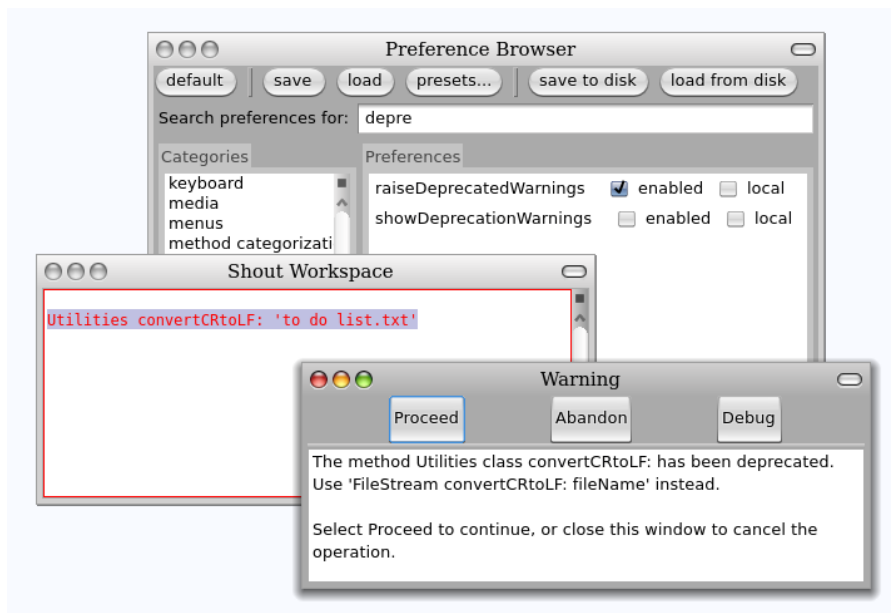 Preference Browser
default save load presets... save to disk load from disk
Search preferences for: depre
Categories Preferences
keyboard
media
menus
method categorizati
raiseDeprecatedWarnings enabled local
showDeprecationWarnings enabled local
Shout Workspace
Utilities convertCRtoLF: 'to do list.txt'
Warning
Proceed Abandon Debug
The method Utilities class convertCRtoLF: has been deprecated.
Use 'FileStream convertCRtoLF: fileName' instead.
Select Proceed to continue, or close this window to cancel the
operation.